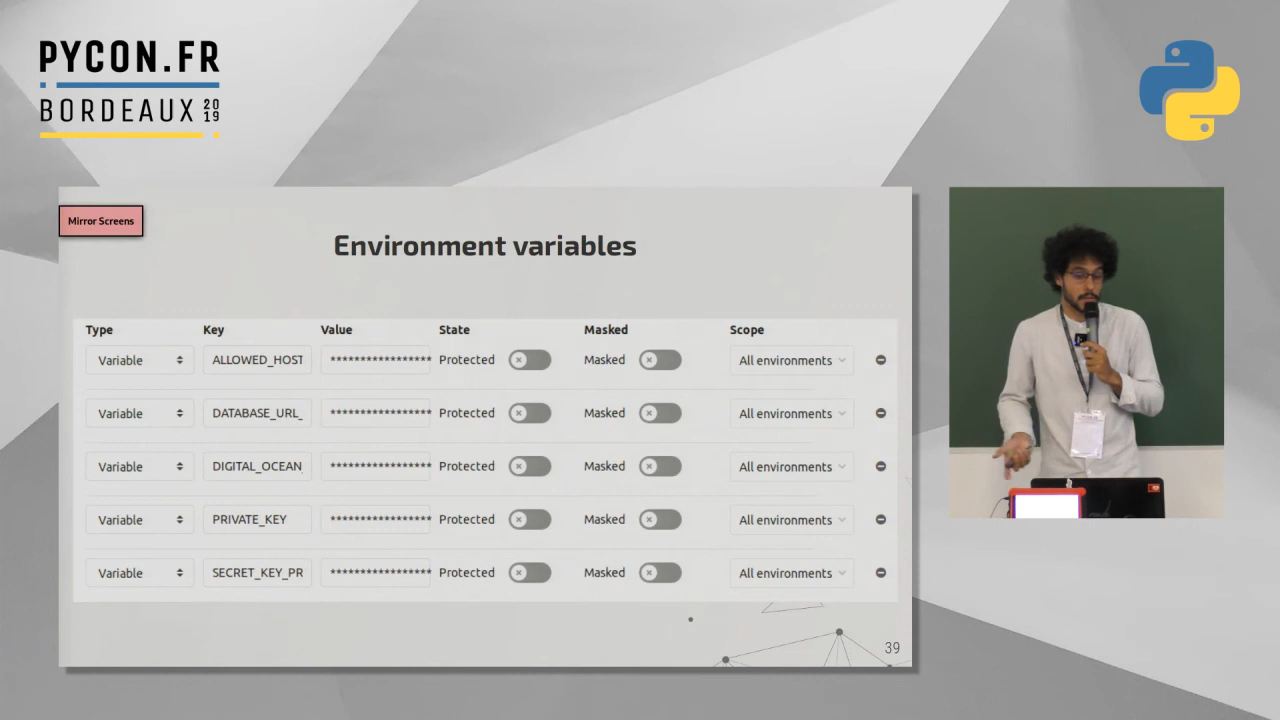 PYCON.FR
BORDEAUX 2019
Mirror Screens
Environment variables
Type Key Value State Masked Scope
Variable ALLOWED_HOST ***************** Protected Masked All environments
Variable DATABASE_URL_ ***************** Protected Masked All environments
Variable DIGITAL_OCEAN ***************** Protected Masked All environments
Variable PRIVATE_KEY ***************** Protected Masked All environments
Variable SECRET_KEY_PR ***************** Protected Masked All environments
39